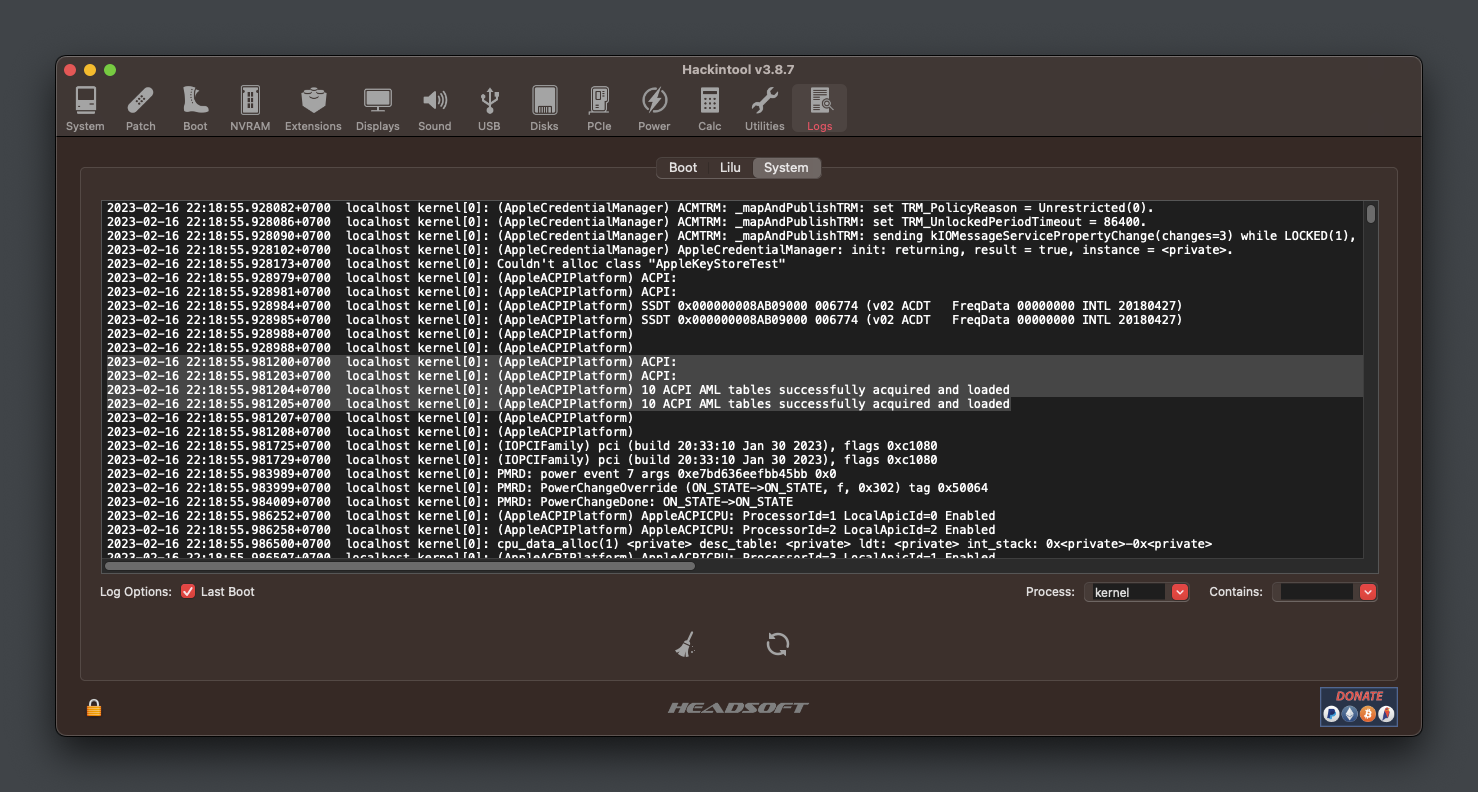 Hackintool v3.8.7
System Patch Boot NVRAM Extensions Displays Sound USB Disks PCIe Power Calc Utilities Logs
Boot Lilu System
2023-02-16 22:18:55.928082+0700  localhost kernel[0]: (AppleCredentialManager) ACMTRM: _mapAndPublishTRM: set TRM_PolicyReason = Unrestricted(0).
2023-02-16 22:18:55.928086+0700  localhost kernel[0]: (AppleCredentialManager) ACMTRM: _mapAndPublishTRM: set TRM_UnlockedPeriodTimeout = 86400.
2023-02-16 22:18:55.928090+0700  localhost kernel[0]: (AppleCredentialManager) ACMTRM: _mapAndPublishTRM: sending kIOMessageServicePropertyChange(changes=3) while LOCKED(1),
2023-02-16 22:18:55.928102+0700  localhost kernel[0]: (AppleCredentialManager) AppleCredentialManager: init: returning, result = true, instance = <private>.
2023-02-16 22:18:55.928173+0700  localhost kernel[0]: Couldn't alloc class "AppleKeyStoreTest"
2023-02-16 22:18:55.928979+0700  localhost kernel[0]: (AppleACPIPlatform) ACPI:
2023-02-16 22:18:55.928981+0700  localhost kernel[0]: (AppleACPIPlatform) ACPI:
2023-02-16 22:18:55.928984+0700  localhost kernel[0]: (AppleACPIPlatform) SSDT 0x000000008AB09000 006774 (v02 ACDT   FreqData 00000000 INTL 20180427)
2023-02-16 22:18:55.928985+0700  localhost kernel[0]: (AppleACPIPlatform) SSDT 0x000000008AB09000 006774 (v02 ACDT   FreqData 00000000 INTL 20180427)
2023-02-16 22:18:55.928988+0700  localhost kernel[0]: (AppleACPIPlatform)
2023-02-16 22:18:55.928988+0700  localhost kernel[0]: (AppleACPIPlatform)
2023-02-16 22:18:55.981200+0700  localhost kernel[0]: (AppleACPIPlatform) ACPI:
2023-02-16 22:18:55.981203+0700  localhost kernel[0]: (AppleACPIPlatform) ACPI:
2023-02-16 22:18:55.981204+0700  localhost kernel[0]: (AppleACPIPlatform) 10 ACPI AML tables successfully acquired and loaded
2023-02-16 22:18:55.981205+0700  localhost kernel[0]: (AppleACPIPlatform) 10 ACPI AML tables successfully acquired and loaded
2023-02-16 22:18:55.981207+0700  localhost kernel[0]: (AppleACPIPlatform)
2023-02-16 22:18:55.981208+0700  localhost kernel[0]: (AppleACPIPlatform)
2023-02-16 22:18:55.981725+0700  localhost kernel[0]: (IOPCIFamily) pci (build 20:33:10 Jan 30 2023), flags 0xc1080
2023-02-16 22:18:55.981729+0700  localhost kernel[0]: (IOPCIFamily) pci (build 20:33:10 Jan 30 2023), flags 0xc1080
2023-02-16 22:18:55.983989+0700  localhost kernel[0]: PMRD: power event 7 args 0xe7bd636eefbb45bb 0x0
2023-02-16 22:18:55.983999+0700  localhost kernel[0]: PMRD: PowerChangeOverride (ON_STATE->ON_STATE, f, 0x302) tag 0x50064
2023-02-16 22:18:55.984009+0700  localhost kernel[0]: PMRD: PowerChangeDone: ON_STATE->ON_STATE
2023-02-16 22:18:55.986252+0700  localhost kernel[0]: (AppleACPIPlatform) AppleACPICPU: ProcessorId=1 LocalApicId=0 Enabled
2023-02-16 22:18:55.986258+0700  localhost kernel[0]: (AppleACPIPlatform) AppleACPICPU: ProcessorId=2 LocalApicId=2 Enabled
2023-02-16 22:18:55.986500+0700  localhost kernel[0]: cpu_data_alloc(1) <private> desc_table: <private> ldt: <private> int_stack: 0x<private>-0x<private>
2023-02-16 22:18:55.986507+0700  localhost kernel[0]: (AppleACPIPlatform) AppleACPICPU: ProcessorId=3 LocalApicId=1 Enabled
Log Options: Last Boot Process: kernel Contains:
HEADSOFT
DONATE